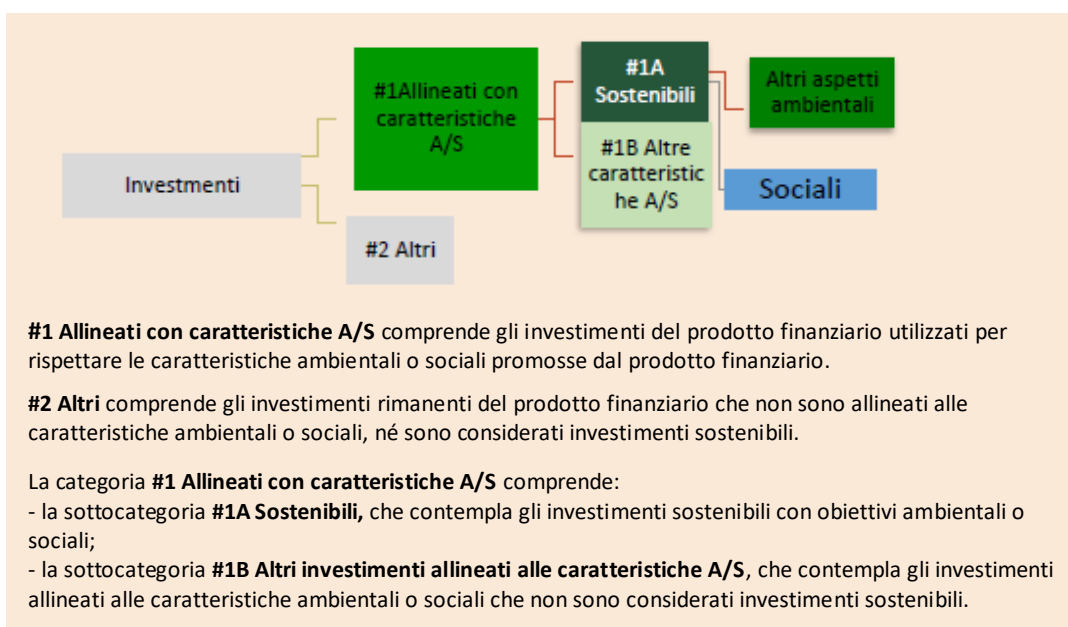 #1Allineati con
caratteristiche
A/S
#1A
Sostenibili
Altri aspetti
ambientali
#1B Altre
caratteristic
he A/S
Investmenti
Sociali
#2 Altri
#1 Allineati con caratteristiche A/S comprende gli investimenti del prodotto finanziario utilizzati per
rispettare le caratteristiche ambientali o sociali promosse dal prodotto finanziario.
#2 Altri comprende gli investimenti rimanenti del prodotto finanziario che non sono allineati alle
caratteristiche ambientali o sociali, né sono considerati investimenti sostenibili.
La categoria #1 Allineati con caratteristiche A/S comprende:
- la sottocategoria #1A Sostenibili, che contempla gli investimenti sostenibili con obiettivi ambientali o
sociali;
- la sottocategoria #1B Altri investimenti allineati alle caratteristiche A/S, che contempla gli investimenti
allineati alle caratteristiche ambientali o sociali che non sono considerati investimenti sostenibili.